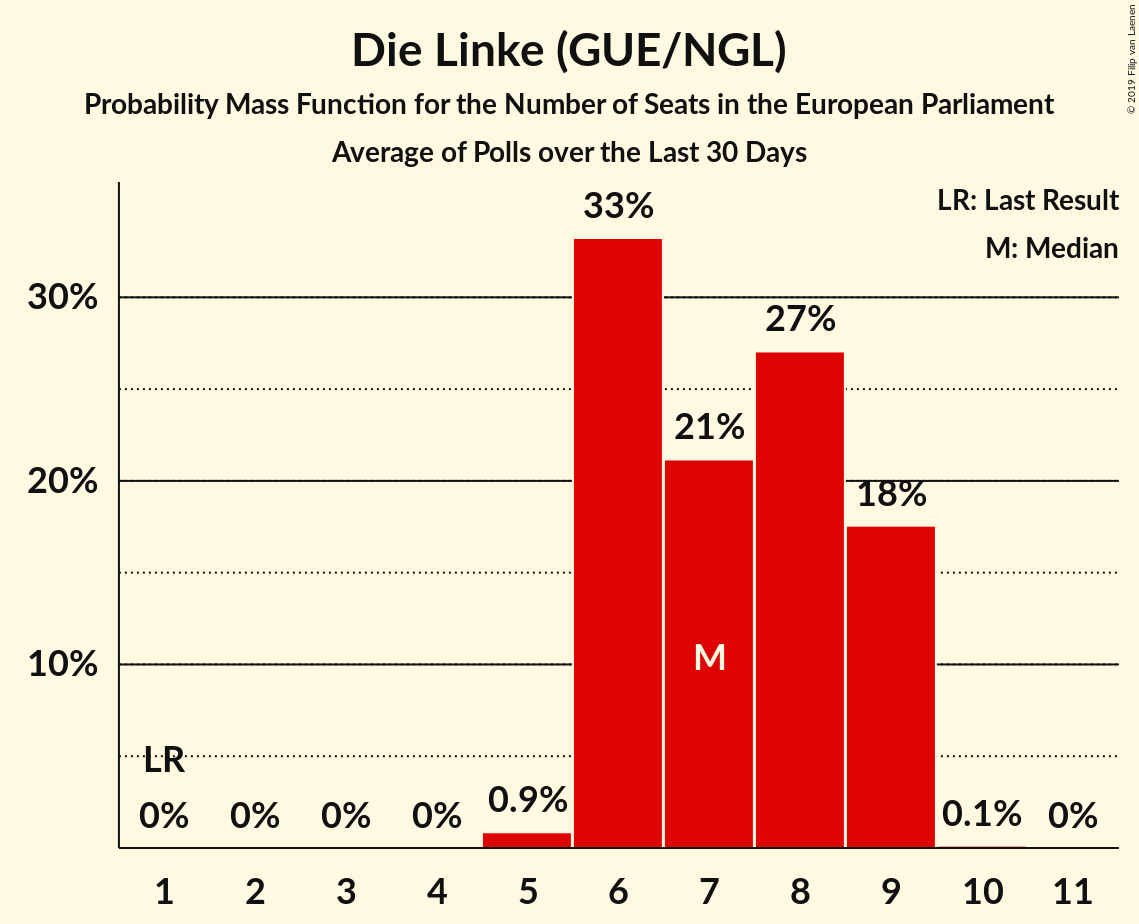 Die Linke (GUE/NGL)
Probability Mass Function for the Number of Seats in the European Parliament
Average of Polls over the Last 30 Days
© 2019 Filip van Laenen
LR: Last Result
M: Median
33%
30%
27%
21%
20%
18%
M
10%
LR
0% 0% 0% 0% 0.9% 0.1% 0%
1 2 3 4 5 6 7 8 9 10 11